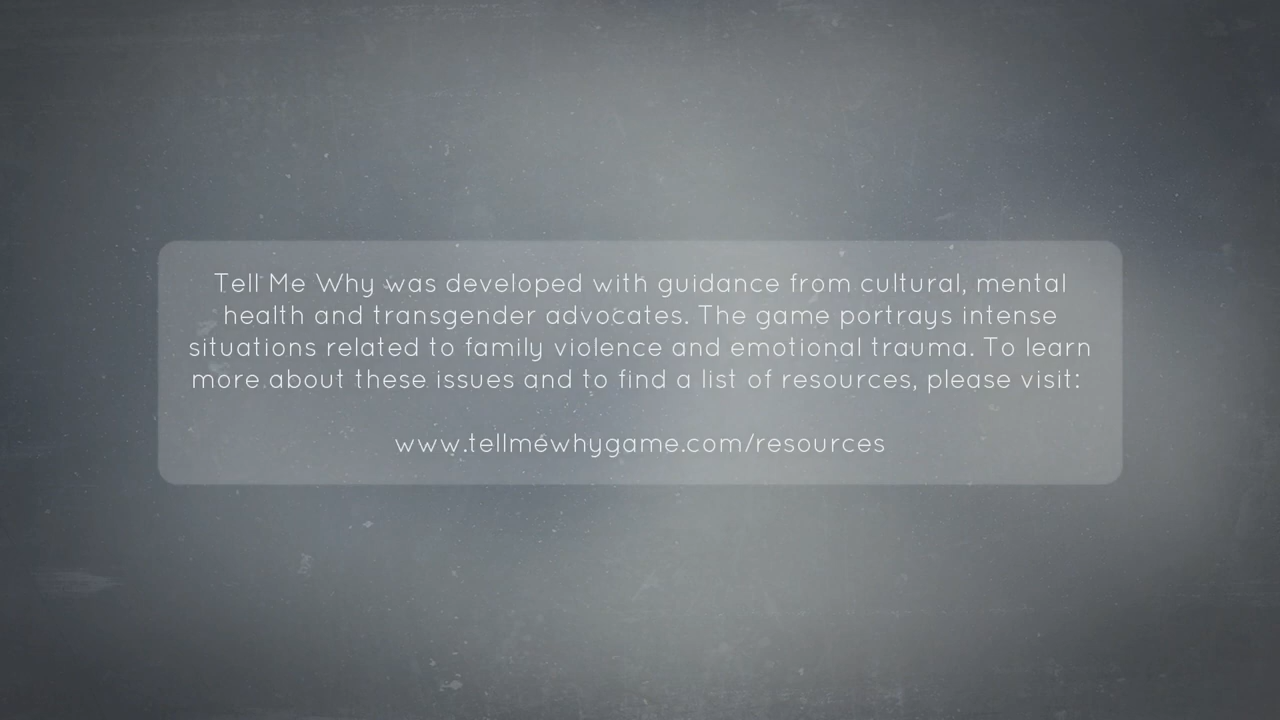 Tell Me Why was developed with guidance from cultural, mental
health and transgender advocates. The game portrays intense
situations related to family violence and emotional trauma. To learn
more about these issues and to find a list of resources, please visit:
www.tellmewhygame.com/resources